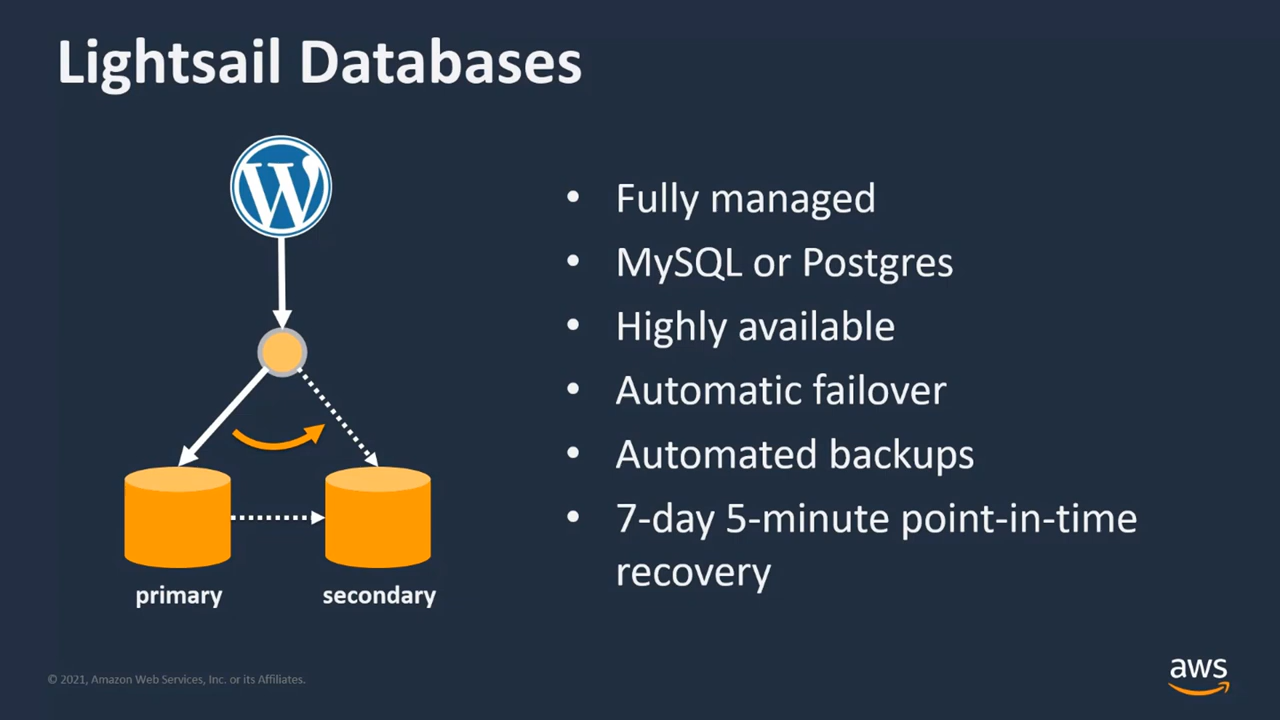 Lightsail Databases
W
• Fully managed
• MySQL or Postgres
• Highly available
• Automatic failover
• Automated backups
• 7-day 5-minute point-in-time
recovery
primary
secondary
© 2021, Amazon Web Services, Inc. or its Affiliates.
aws